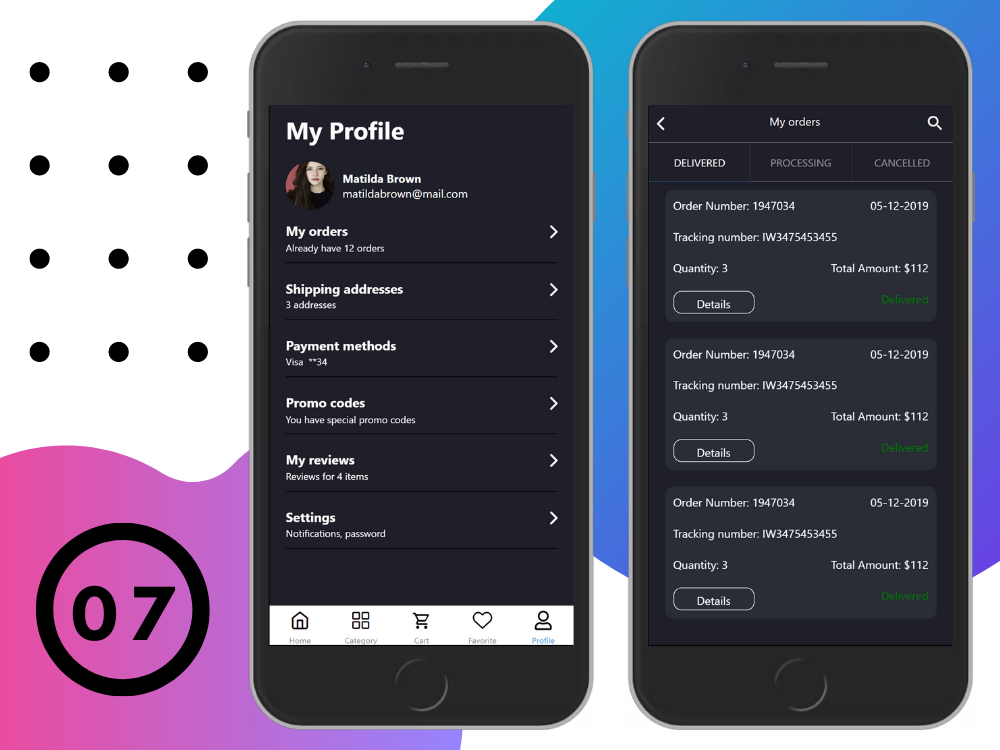 My Profile
Matilda Brown
matildabrown@mail.com
My orders
Already have 12 orders
Shipping addresses
3 addresses
Payment methods
Visa **34
Promo codes
You have special promo codes
My reviews
Reviews for 4 items
Settings
Notifications, password
Home Category Cart Favorite Profile
07
My orders
DELIVERED PROCESSING CANCELLED
Order Number: 1947034 05-12-2019
Tracking number: IW3475453455
Quantity: 3 Total Amount: $112
Details Delivered
Order Number: 1947034 05-12-2019
Tracking number: IW3475453455
Quantity: 3 Total Amount: $112
Details Delivered
Order Number: 1947034 05-12-2019
Tracking number: IW3475453455
Quantity: 3 Total Amount: $112
Details Delivered